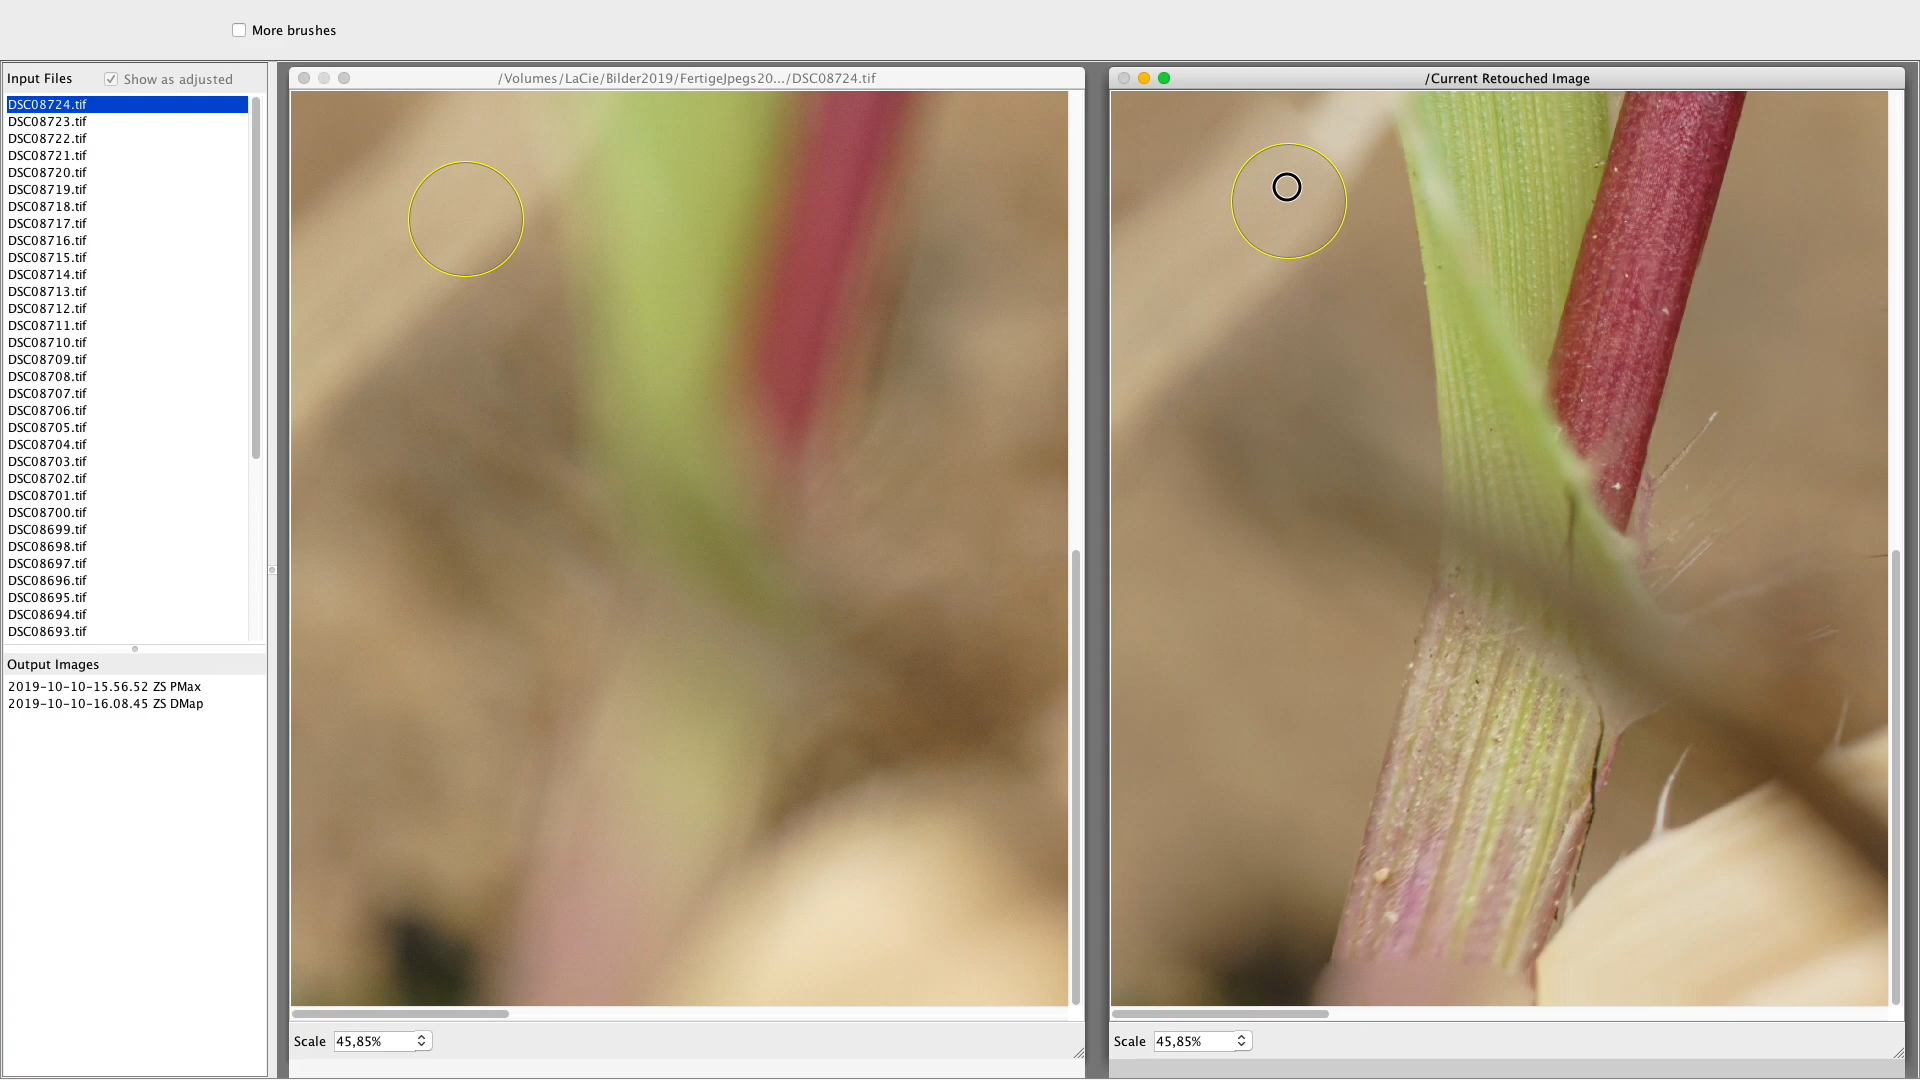 More brushes
Input Files
Show as adjusted
DSC08724.tif
DSC08723.tif
DSC08722.tif
DSC08721.tif
DSC08720.tif
DSC08719.tif
DSC08718.tif
DSC08717.tif
DSC08716.tif
DSC08715.tif
DSC08714.tif
DSC08713.tif
DSC08712.tif
DSC08711.tif
DSC08710.tif
DSC08709.tif
DSC08708.tif
DSC08707.tif
DSC08706.tif
DSC08705.tif
DSC08704.tif
DSC08703.tif
DSC08702.tif
DSC08701.tif
DSC08700.tif
DSC08699.tif
DSC08698.tif
DSC08697.tif
DSC08696.tif
DSC08695.tif
DSC08694.tif
DSC08693.tif
Output Images
2019-10-10-15.56.52 ZS PMax
2019-10-10-16.08.45 ZS DMap
/Volumes/LaCie/Bilder2019/FertigeJpegs20.../DSC08724.tif
Scale 45,85%
/Current Retouched Image
Scale 45,85%